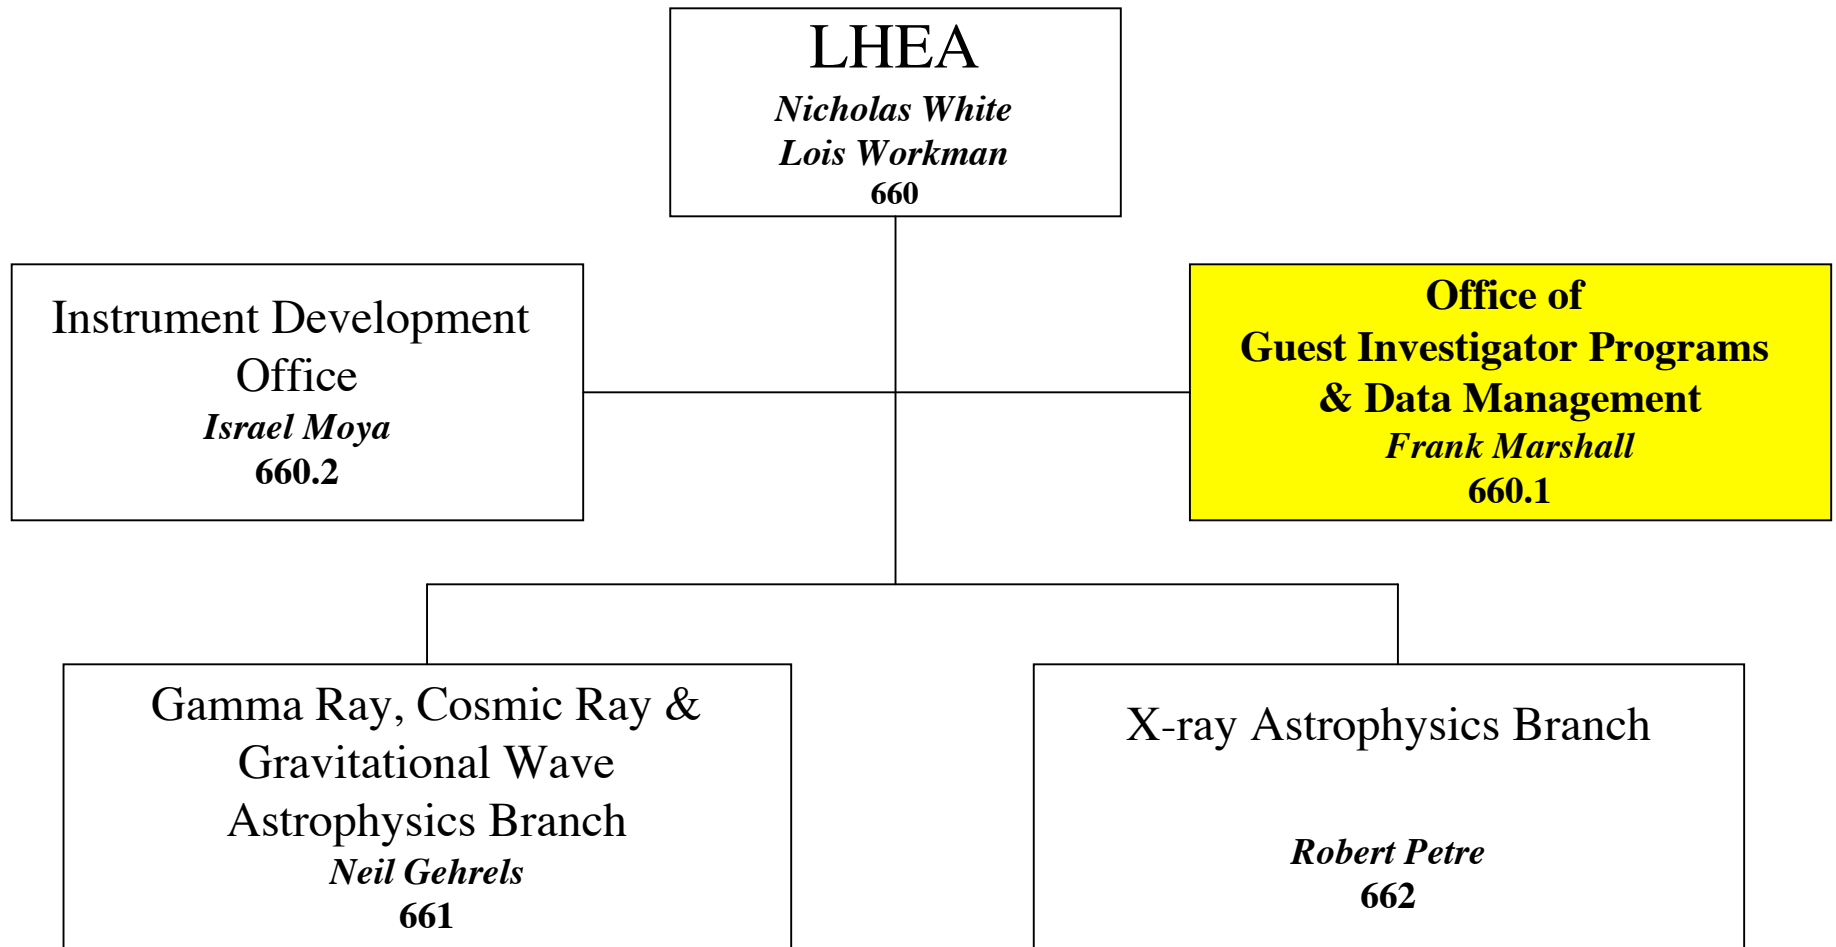 LHEA
Nicholas White
Lois Workman
660
Instrument Development
Office
Israel Moya
660.2
Office of
Guest Investigator Programs
& Data Management
Frank Marshall
660.1
Gamma Ray, Cosmic Ray &
Gravitational Wave
Astrophysics Branch
Neil Gehrels
661
X-ray Astrophysics Branch
Robert Petre
662